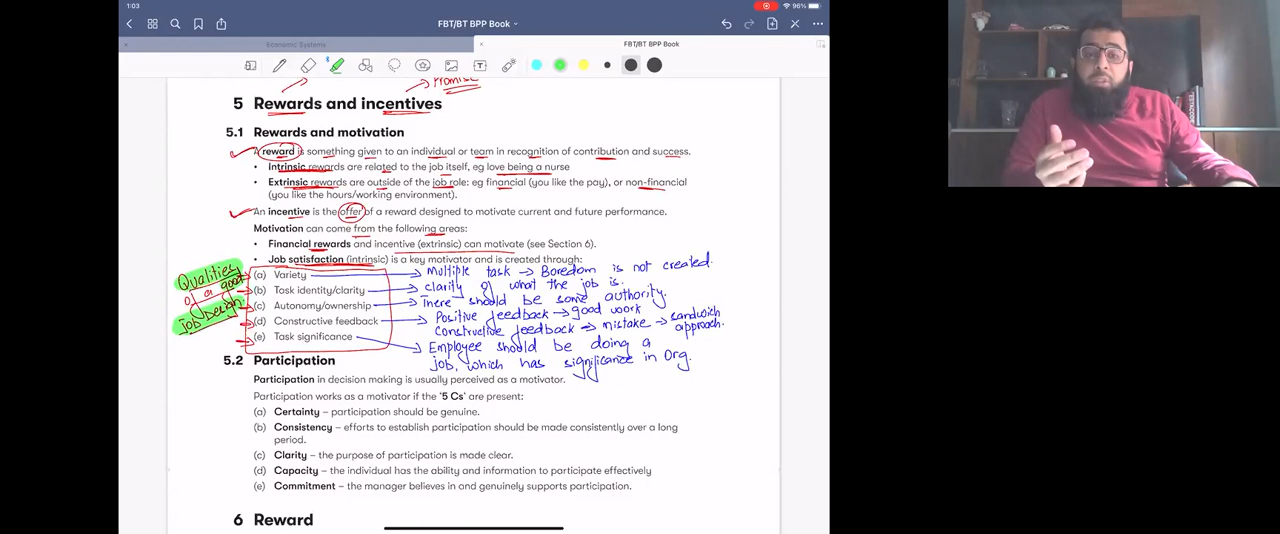 1:03
96%
FBT/BT BPP Book
Economic Systems
FBT/BT BPP Book
Promise
5 Rewards and incentives
5.1 Rewards and motivation
A reward is something given to an individual or team in recognition of contribution and success.
• Intrinsic rewards are related to the job itself, eg love being a nurse
• Extrinsic rewards are outside of the job role: eg financial (you like the pay), or non-financial
(you like the hours/working environment).
An incentive is the offer of a reward designed to motivate current and future performance.
Motivation can come from the following areas:
• Financial rewards and incentive (extrinsic) can motivate (see Section 6).
• Job satisfaction (intrinsic) is a key motivator and is created through:
Qualities
of a good
job Design
(a) Variety → Multiple task → Boredom is not created.
(b) Task identity/clarity → clarity of what the job is.
(c) Autonomy/ownership → There should be some authority.
(d) Constructive feedback → Positive feedback → good work
Constructive feedback → mistake → sandwich
approach.
(e) Task significance → Employee should be doing a
job, which has significance in Org.
5.2 Participation
Participation in decision making is usually perceived as a motivator.
Participation works as a motivator if the '5 Cs' are present:
(a) Certainty – participation should be genuine.
(b) Consistency – efforts to establish participation should be made consistently over a long
period.
(c) Clarity – the purpose of participation is made clear.
(d) Capacity – the individual has the ability and information to participate effectively
(e) Commitment – the manager believes in and genuinely supports participation.
6 Reward